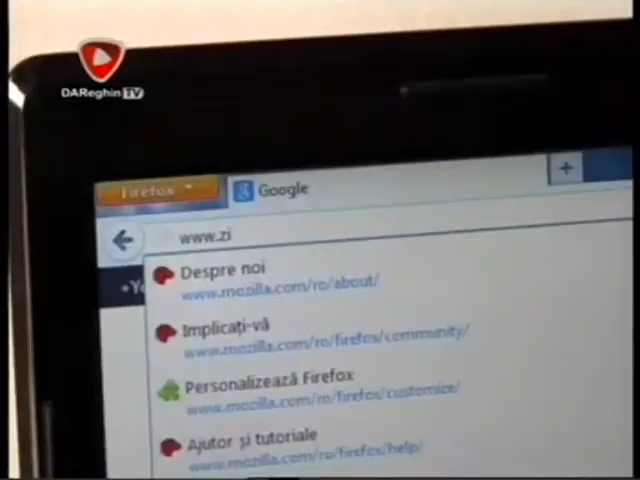 DAReghin TV
Firefox
Google
+
www.zi
+Yo
Despre noi
www.mozilla.com/ro/about/
Implicați-vă
www.mozilla.com/ro/firefox/community/
Personalizează Firefox
www.mozilla.com/ro/firefox/customize/
Ajutor și tutoriale
www.mozilla.com/ro/firefox/help/